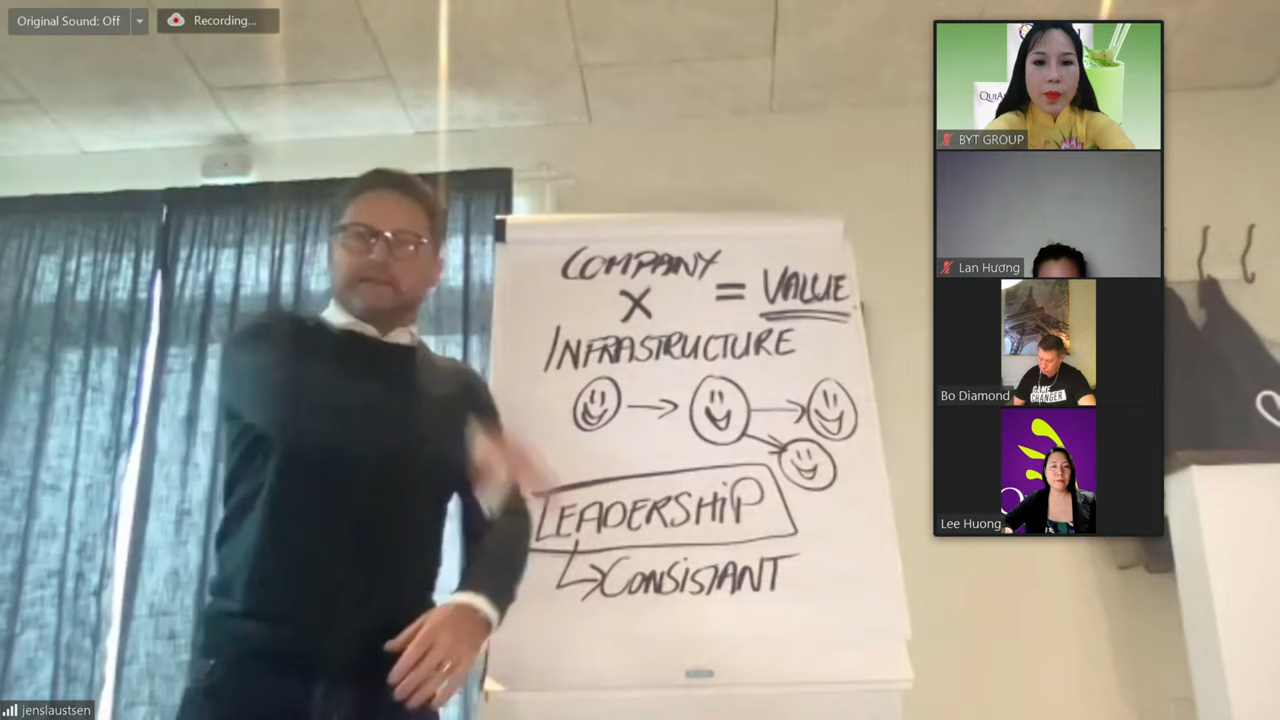 Original Sound: Off
Recording...
COMPANY
X
= VALUE
INFRASTRUCTURE
LEADERSHIP
CONSISTANT
BYT GROUP
Lan Hương
GAME
CHANGER
Bo Diamond
Lee Huong
jenslaustsen